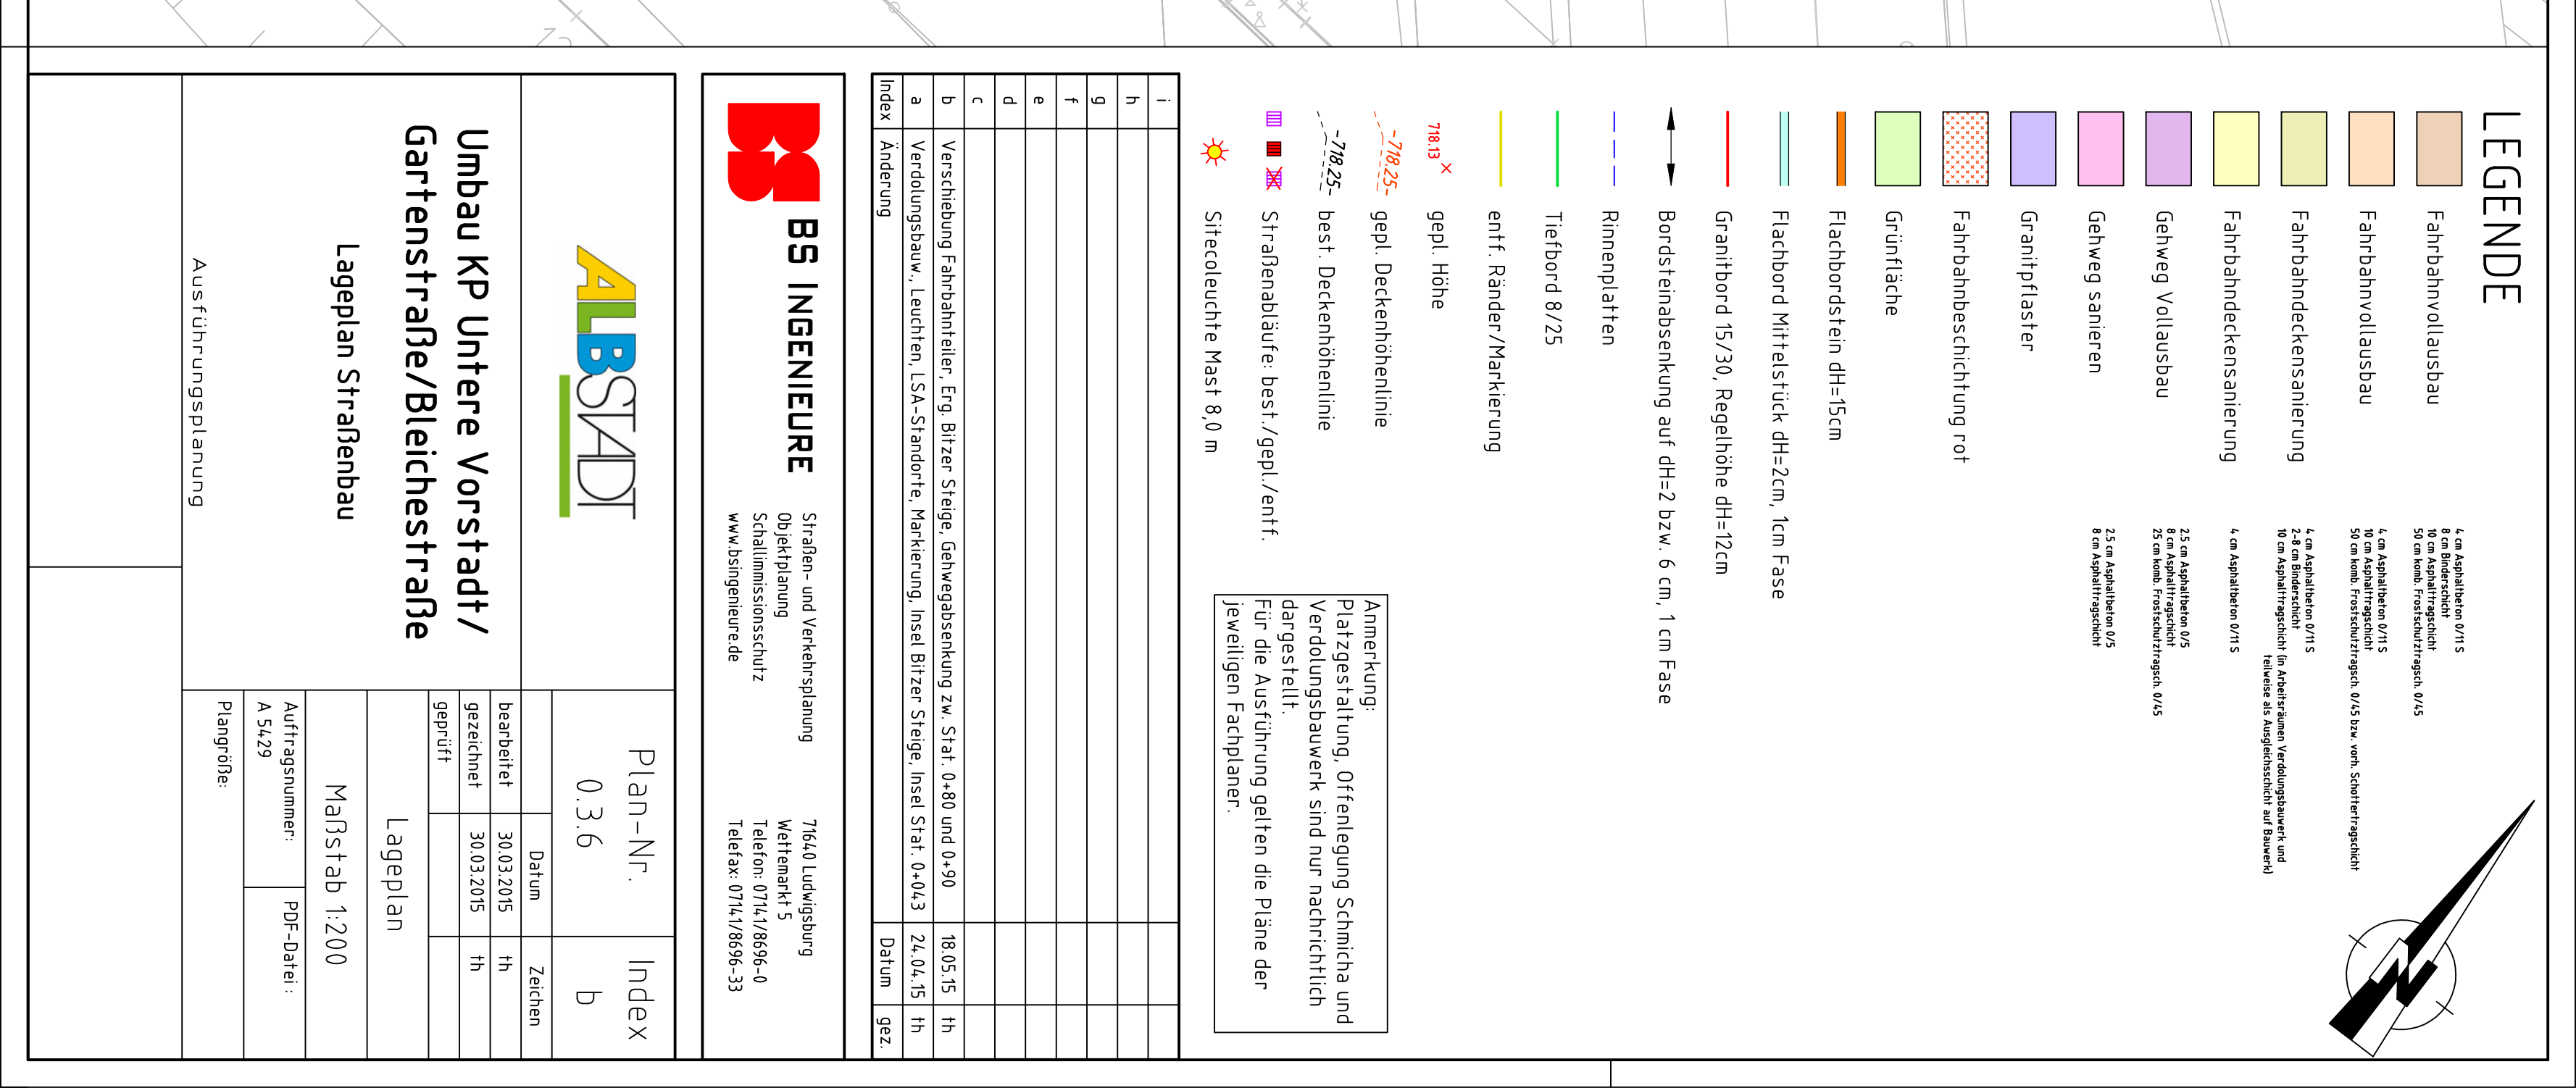 LEGENDE
Fahrbahnvollausbau
4 cm Asphaltbeton 0/11 S
8 cm Binderschicht
10 cm Asphalttragschicht
50 cm komb. Frostschutztragsch. 0/45
Fahrbahnvollausbau
4 cm Asphaltbeton 0/11 S
10 cm Asphalttragschicht
50 cm komb. Frostschutztragsch. 0/45 bzw. vorh. Schottertragschicht
Fahrbahndeckensanierung
4 cm Asphaltbeton 0/11 S
2-8 cm Binderschicht
10 cm Asphalttragschicht (in Arbeitsräumen Verdolungsbauwerk und
teilweise als Ausgleichsschicht auf Bauwerk)
Fahrbahndeckensanierung
4 cm Asphaltbeton 0/11 S
Gehweg Vollausbau
2.5 cm Asphaltbeton 0/5
8 cm Asphalttragschicht
25 cm komb. Frostschutztragsch. 0/45
Gehweg sanieren
2.5 cm Asphaltbeton 0/5
8 cm Asphalttragschicht
Granitpflaster
Fahrbahnbeschichtung rot
Grünfläche
Flachbordstein dH=15cm
Flachbord Mittelstück dH=2cm, 1cm Fase
Granitbord 15/30, Regelhöhe dH=12cm
Bordsteinabsenkung auf dH=2 bzw. 6 cm, 1 cm Fase
Rinnenplatten
Tiefbord 8/25
entf. Ränder/Markierung
718.13 gepl. Höhe
-718.25- gepl. Deckenhöhenlinie
-718.25- best. Deckenhöhenlinie
Straßenabläufe: best./gepl./entf.
Sitecoleuchte Mast 8,0 m
N
Anmerkung:
Platzgestaltung, Offenlegung Schmicha und
Verdolungsbauwerk sind nur nachrichtlich
dargestellt.
Für die Ausführung gelten die Pläne der
jeweiligen Fachplaner.
i
h
g
f
e
d
c
b Verschiebung Fahrbahnteiler, Erg. Bitzer Steige, Gehwegabsenkung zw. Stat. 0+80 und 0+90 18.05.15 th
a Verdolungsbauw., Leuchten, LSA-Standorte, Markierung, Insel Bitzer Steige, Insel Stat. 0+043 24.04.15 th
Index Änderung Datum gez.
BS INGENIEURE
Straßen- und Verkehrsplanung
Objektplanung
Schallimmissionsschutz
www.bsingenieure.de
71640 Ludwigsburg
Wettemarkt 5
Telefon: 07141/8696-0
Telefax: 07141/8696-33
ALBSTADT
Plan-Nr. Index
0.3.6 b
Datum Zeichen
bearbeitet 30.03.2015 th
gezeichnet 30.03.2015 th
geprüft
Umbau KP Untere Vorstadt/
Gartenstraße/Bleichestraße
Lageplan Straßenbau
Lageplan
Maßstab 1:200
Auftragsnummer:
A 5429
PDF-Datei :
Plangröße:
Ausführungsplanung